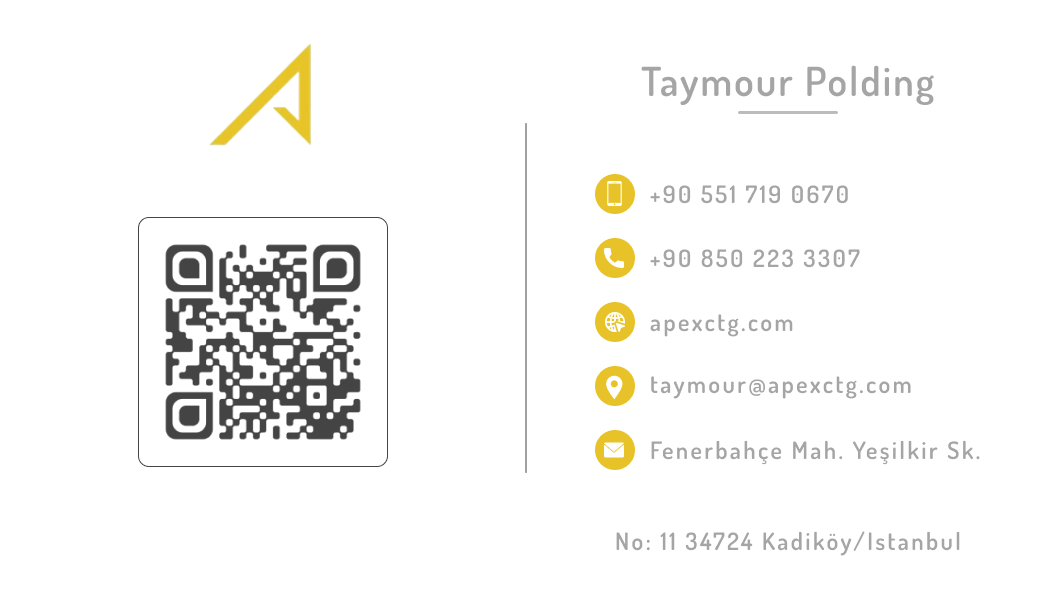 Taymour Polding
+90 551 719 0670
+90 850 223 3307
apexctg.com
taymour@apexctg.com
Fenerbahçe Mah. Yeşilkir Sk.
No: 11 34724 Kadiköy/Istanbul